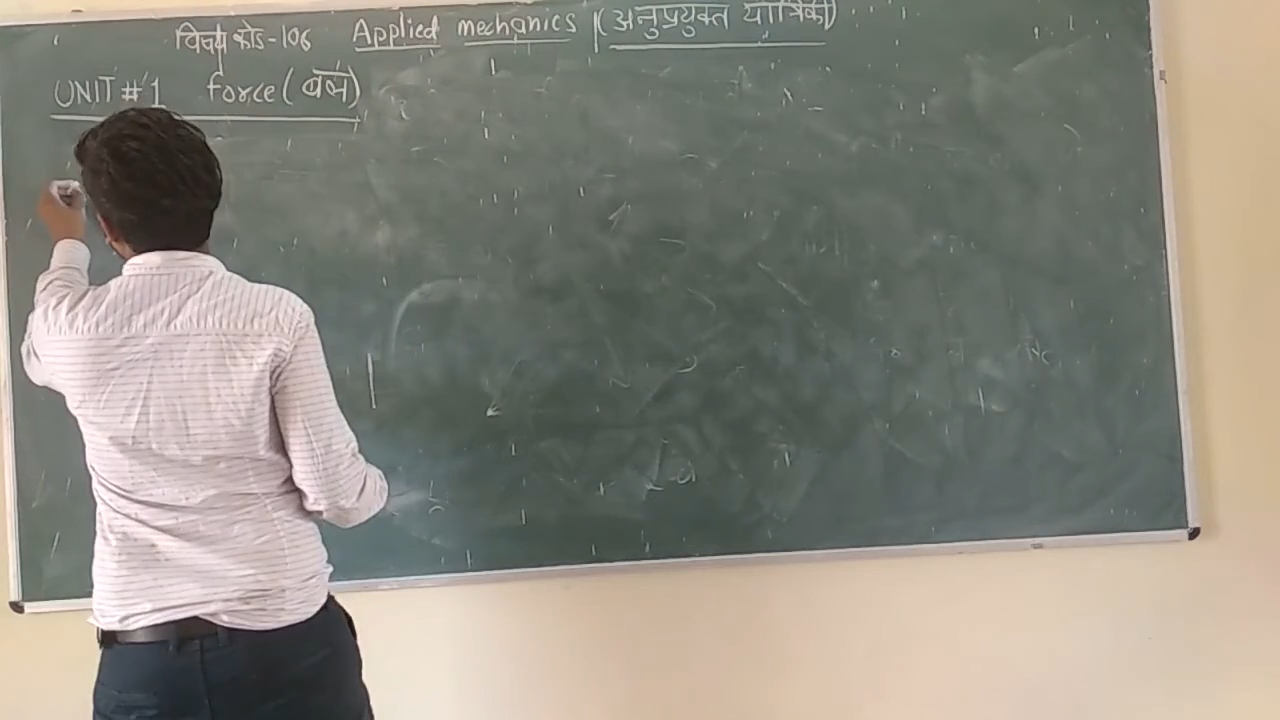 विषय कोड-106 Applied mechanics (अनुप्रयुक्त यांत्रिकी)
UNIT #1 force (बल)